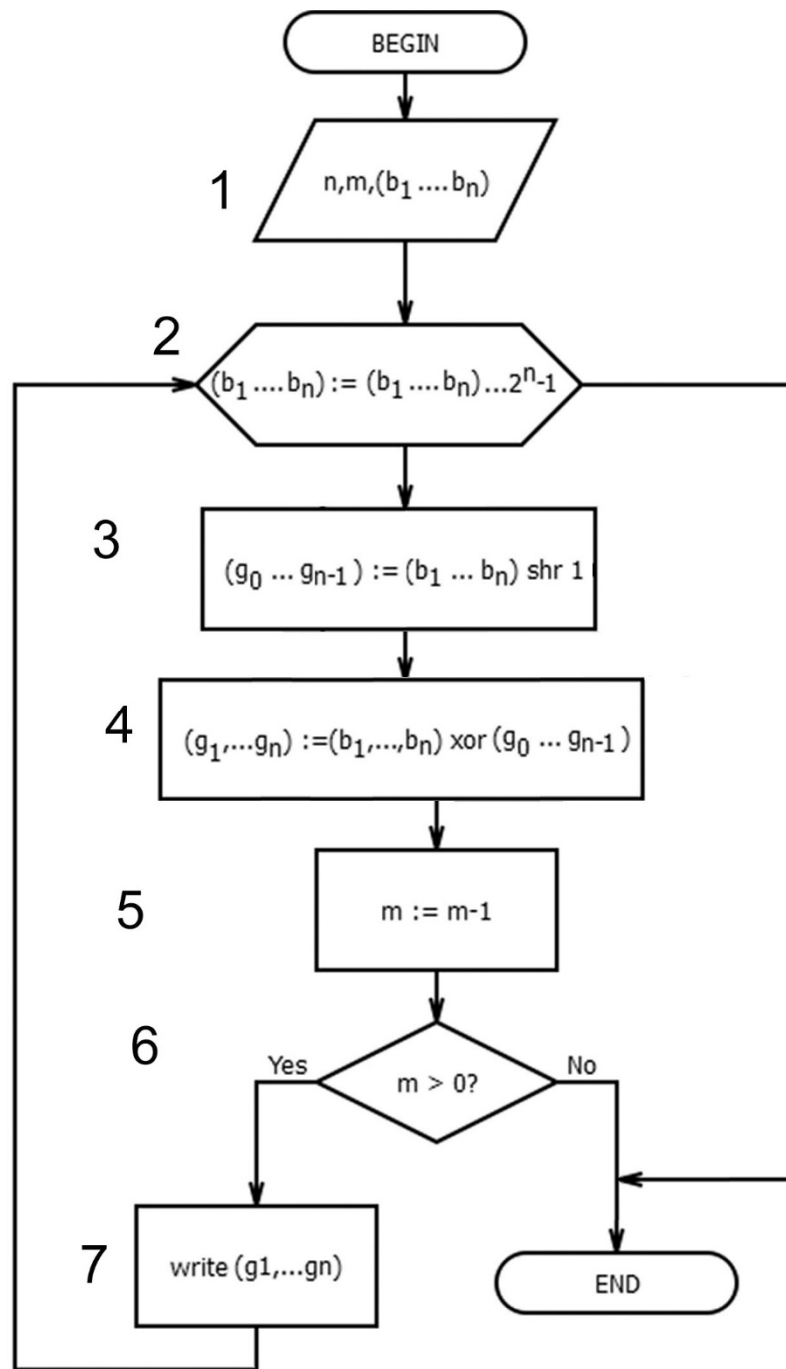 BEGIN
1
n,m,(b₁ ....bₙ)
2
(b₁ ....bₙ) := (b₁ ....bₙ) ...2ⁿ-1
3
(g₀ ... gₙ₋₁) := (b₁ ... bₙ) shr 1
4
(g₁,...gₙ) :=(b₁,...,bₙ) xor (g₀ ... gₙ₋₁)
5
m := m-1
6
Yes
m > 0?
No
7
write (g1,...gn)
END